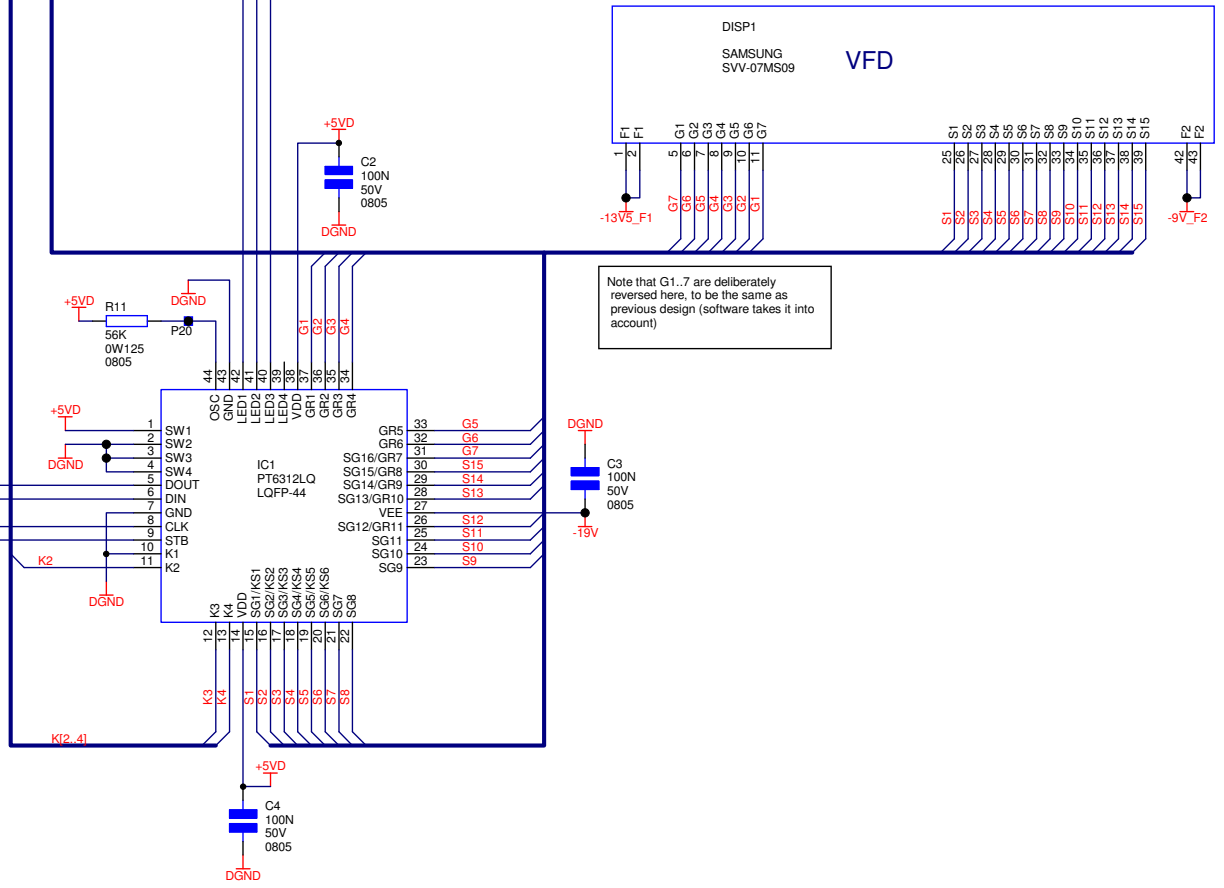 DISP1
SAMSUNG
SVV-07MS09
VFD
F1
F1
G1
G2
G3
G4
G5
G6
G7
S1
S2
S3
S4
S5
S6
S7
S8
S9
S10
S11
S12
S13
S14
S15
F2
F2
1
2
5
6
7
8
9
10
11
25
26
27
28
29
30
31
32
33
34
35
36
37
38
39
42
43
G7
G6
G5
G4
G3
G2
G1
S1
S2
S3
S4
S5
S6
S7
S8
S9
S10
S11
S12
S13
S14
S15
-13V5_F1
-9V_F2
+5VD
C2
100N
50V
0805
DGND
Note that G1..7 are deliberately
reversed here, to be the same as
previous design (software takes it into
account)
DGND
+5VD
R11
P20
56K
0W125
0805
G1
G2
G3
G4
44
43
42
41
40
39
38
37
36
35
34
OSC
GND
LED1
LED2
LED3
LED4
VDD
GR1
GR2
GR3
GR4
+5VD
DGND
1
2
3
4
5
6
7
8
9
10
11
SW1
SW2
SW3
SW4
DOUT
DIN
GND
CLK
STB
K1
K2
K2
DGND
IC1
PT6312LQ
LQFP-44
GR5
GR6
SG16/GR7
SG15/GR8
SG14/GR9
SG13/GR10
VEE
SG12/GR11
SG11
SG10
SG9
33
32
31
30
29
28
27
26
25
24
23
G5
G6
G7
S15
S14
S13
S12
S11
S10
S9
DGND
C3
100N
50V
0805
-19V
K3
K4
VDD
SG1/KS1
SG2/KS2
SG3/KS3
SG4/KS4
SG5/KS5
SG6/KS6
SG7
SG8
12
13
14
15
16
17
18
19
20
21
22
K3
K4
S1
S2
S3
S4
S5
S6
S7
S8
K[2..4]
+5VD
C4
100N
50V
0805
DGND